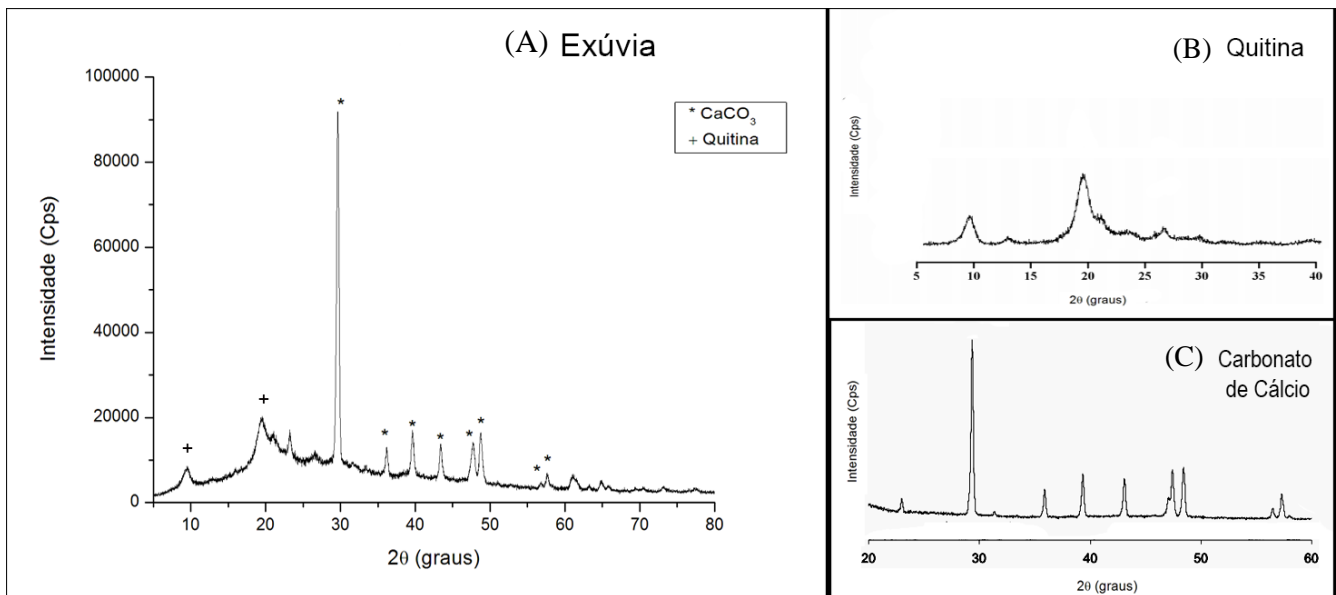 (A) Exúvia
* CaCO₃
+ Quitina
Intensidade (Cps)
100000
80000
60000
40000
20000
0
*
+
+
* * * * * * *
10 20 30 40 50 60 70 80
2θ (graus)
(B) Quitina
Intensidade (Cps)
5 10 15 20 25 30 35 40
2θ (graus)
(C) Carbonato
de Cálcio
Intensidade (Cps)
20 30 40 50 60
2θ (graus)